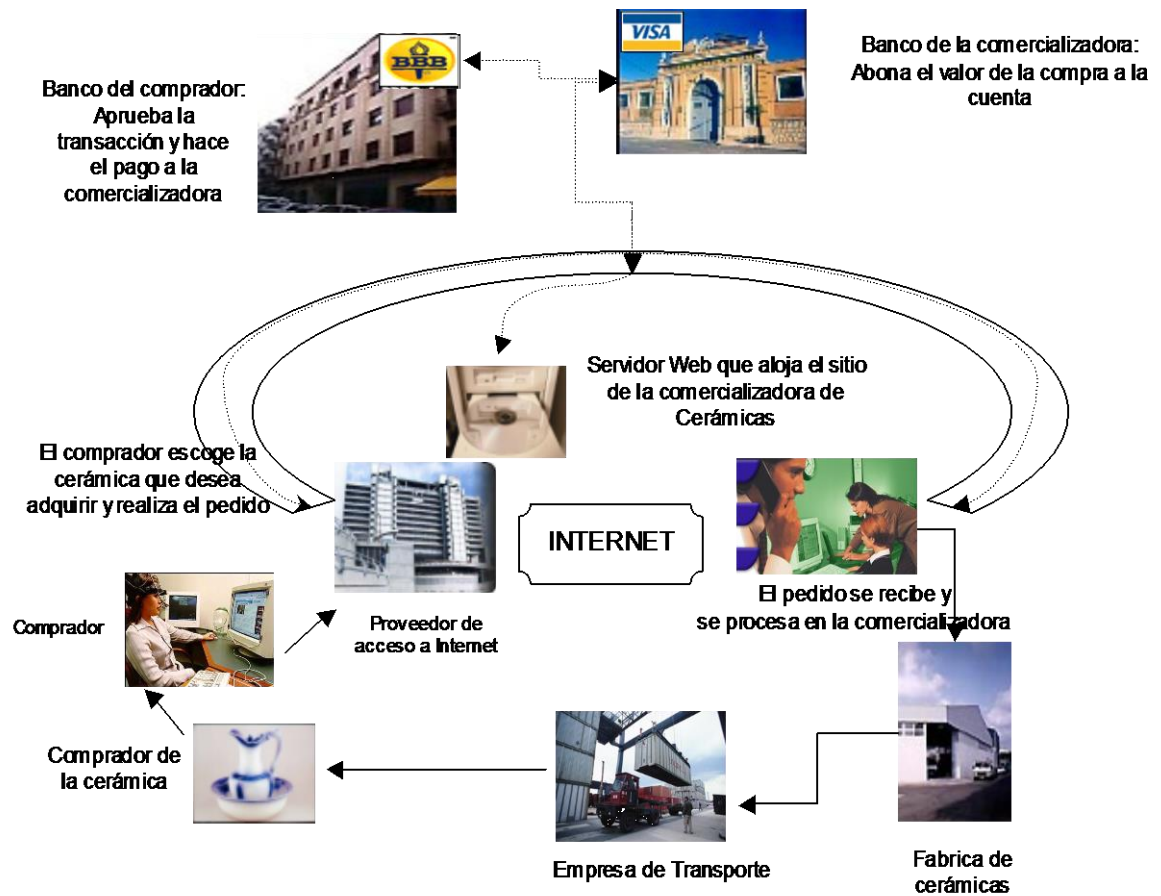 BBB
VISA
Banco del comprador:
Aprueba la
transacción y hace
el pago a la
comercializadora
Banco de la comercializadora:
Abona el valor de la compra a la
cuenta
Servidor Web que aloja el sitio
de la comercializadora de
Cerámicas
El comprador escoge la
cerámica que desea
adquirir y realiza el pedido
INTERNET
El pedido se recibe y
se procesa en la comercializadora
Comprador
Proveedor de
acceso a Internet
Comprador de
la cerámica
Empresa de Transporte
Fabrica de
cerámicas